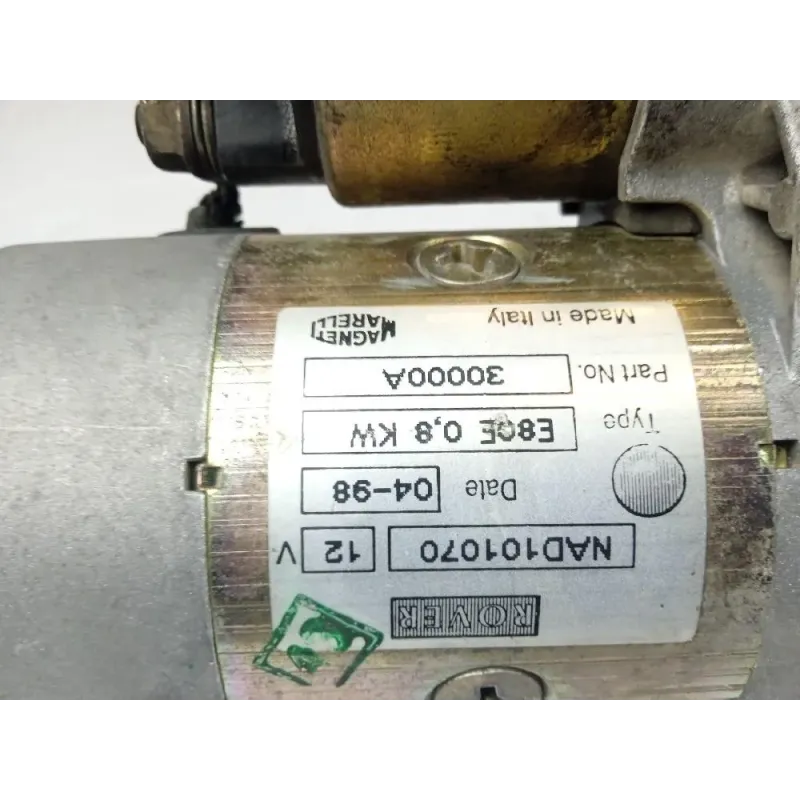 ROVER
NAD101070 12 V.
Date 04-98
Type E80E 0,8 KW
Part No. 30000A
Made in Italy MAGNETI MARELLI